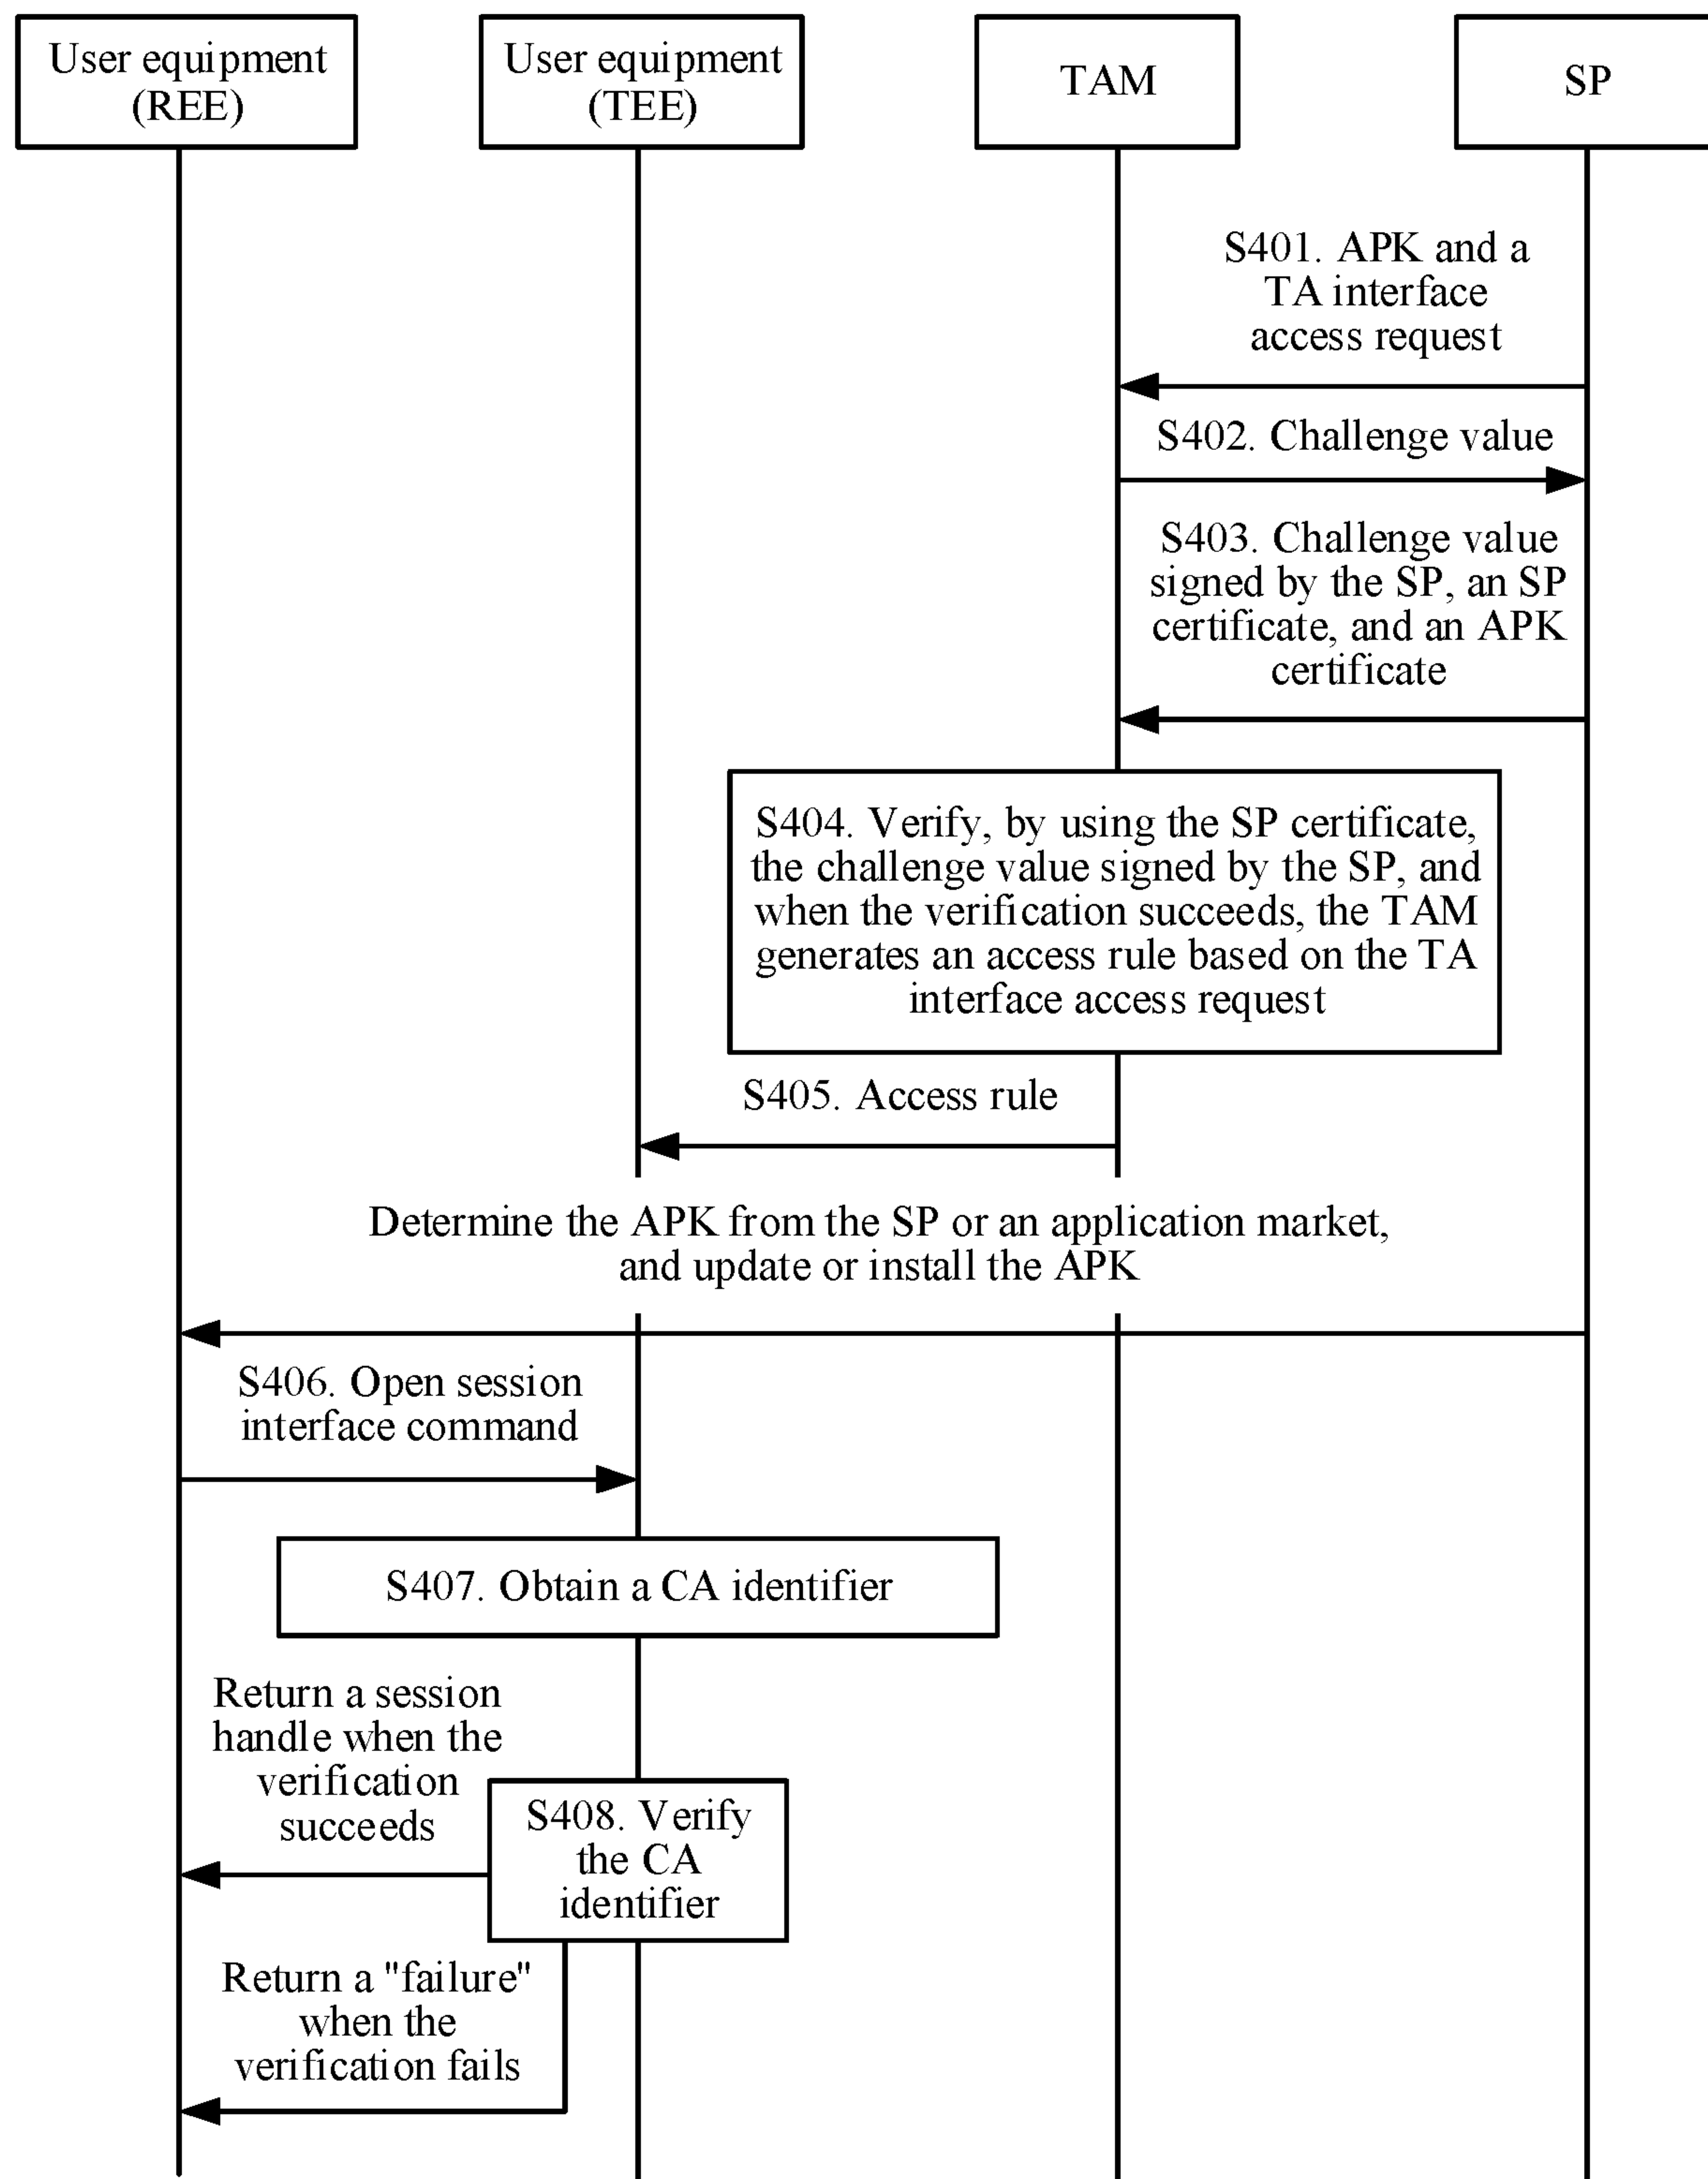 User equipment
(REE)
User equipment
(TEE)
TAM
SP
S401. APK and a
TA interface
access request
S402. Challenge value
S403. Challenge value
signed by the SP, an SP
certificate, and an APK
certificate
S404. Verify, by using the SP certificate,
the challenge value signed by the SP, and
when the verification succeeds, the TAM
generates an access rule based on the TA
interface access request
S405. Access rule
Determine the APK from the SP or an application market,
and update or install the APK
S406. Open session
interface command
S407. Obtain a CA identifier
Return a session
handle when the
verification
succeeds
S408. Verify
the CA
identifier
Return a "failure"
when the
verification fails